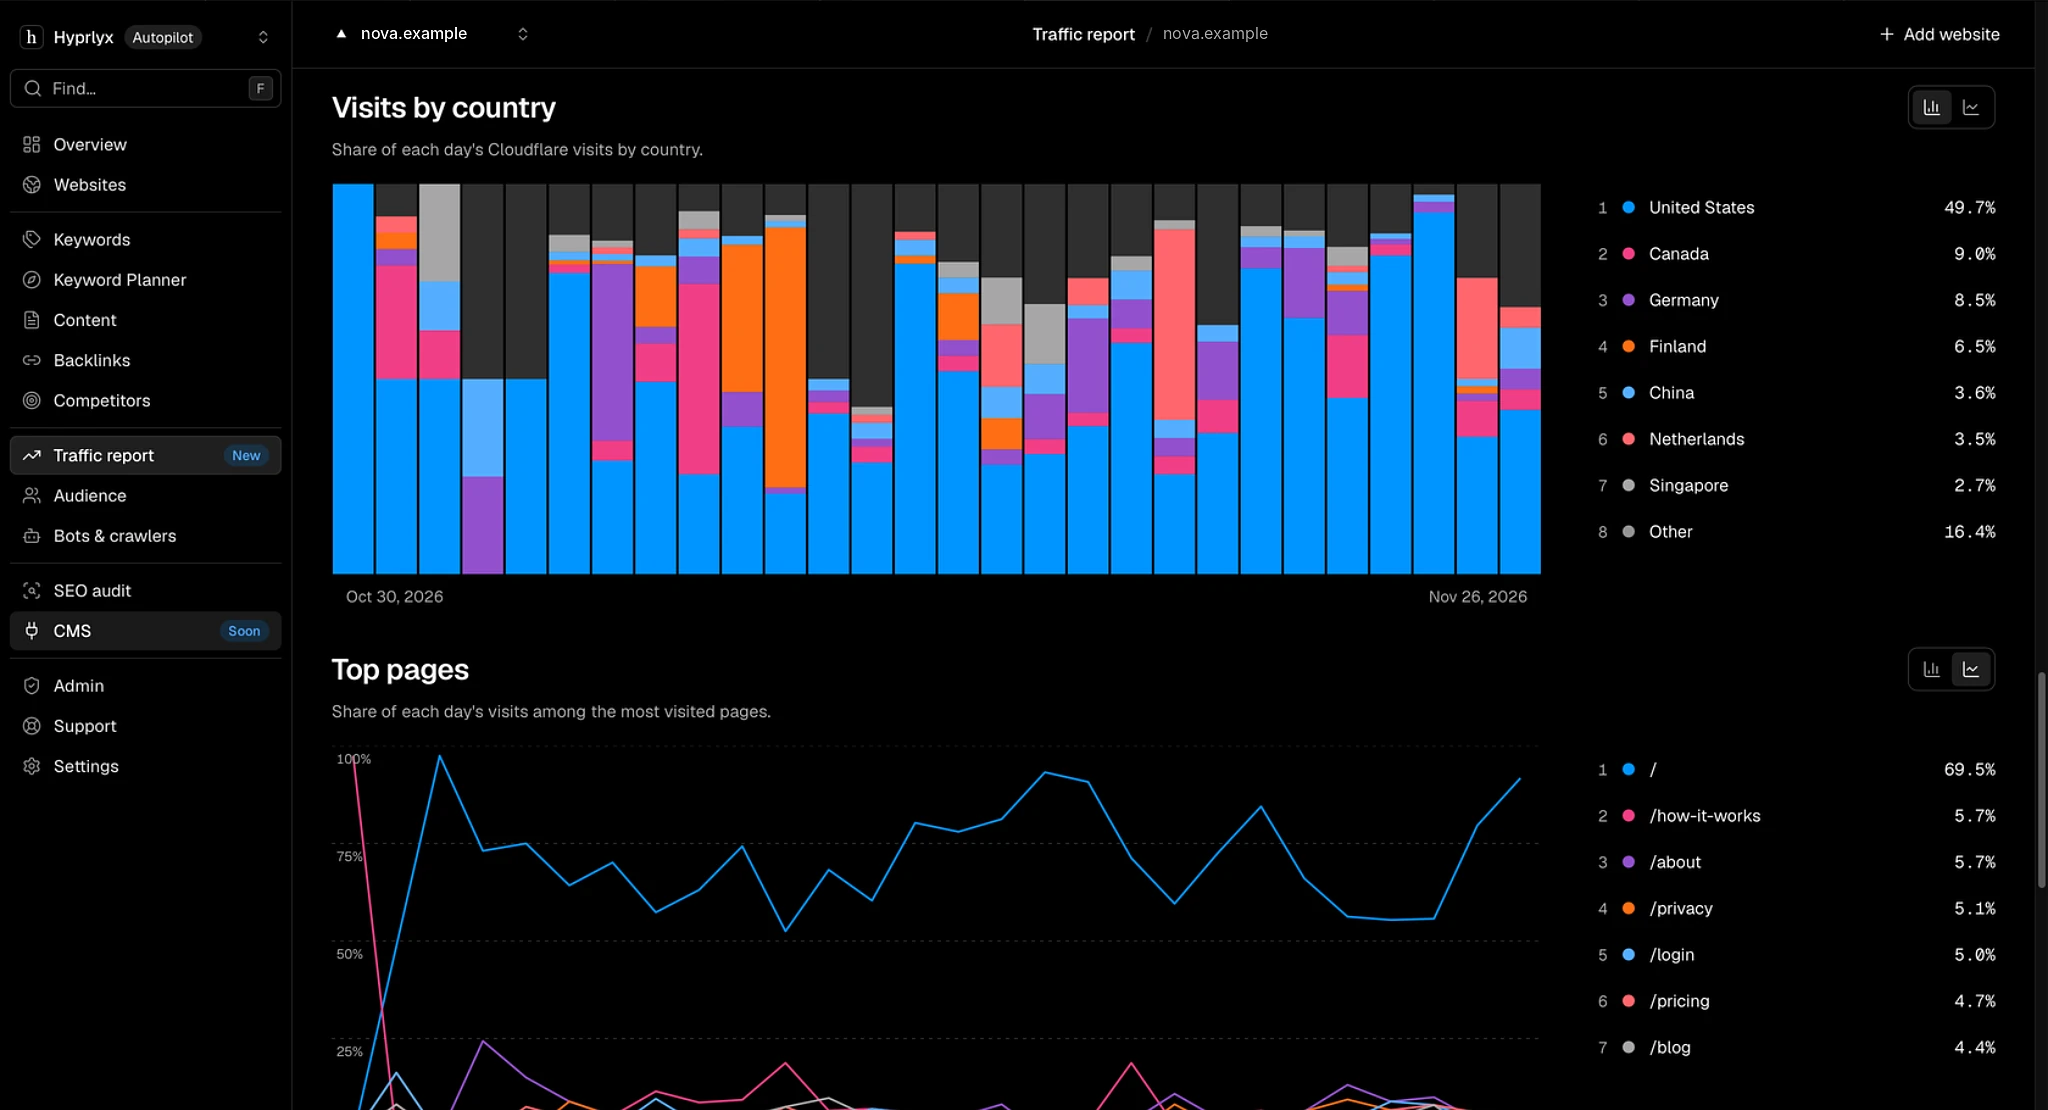 h Hyprlyx Autopilot
Find... F
Overview
Websites
Keywords
Keyword Planner
Content
Backlinks
Competitors
Traffic report New
Audience
Bots & crawlers
SEO audit
CMS Soon
Admin
Support
Settings
nova.example
Traffic report / nova.example
+ Add website
Visits by country
Share of each day's Cloudflare visits by country.
Oct 30, 2026
Nov 26, 2026
1 United States 49.7%
2 Canada 9.0%
3 Germany 8.5%
4 Finland 6.5%
5 China 3.6%
6 Netherlands 3.5%
7 Singapore 2.7%
8 Other 16.4%
Top pages
Share of each day's visits among the most visited pages.
100%
75%
50%
25%
1 / 69.5%
2 /how-it-works 5.7%
3 /about 5.7%
4 /privacy 5.1%
5 /login 5.0%
6 /pricing 4.7%
7 /blog 4.4%